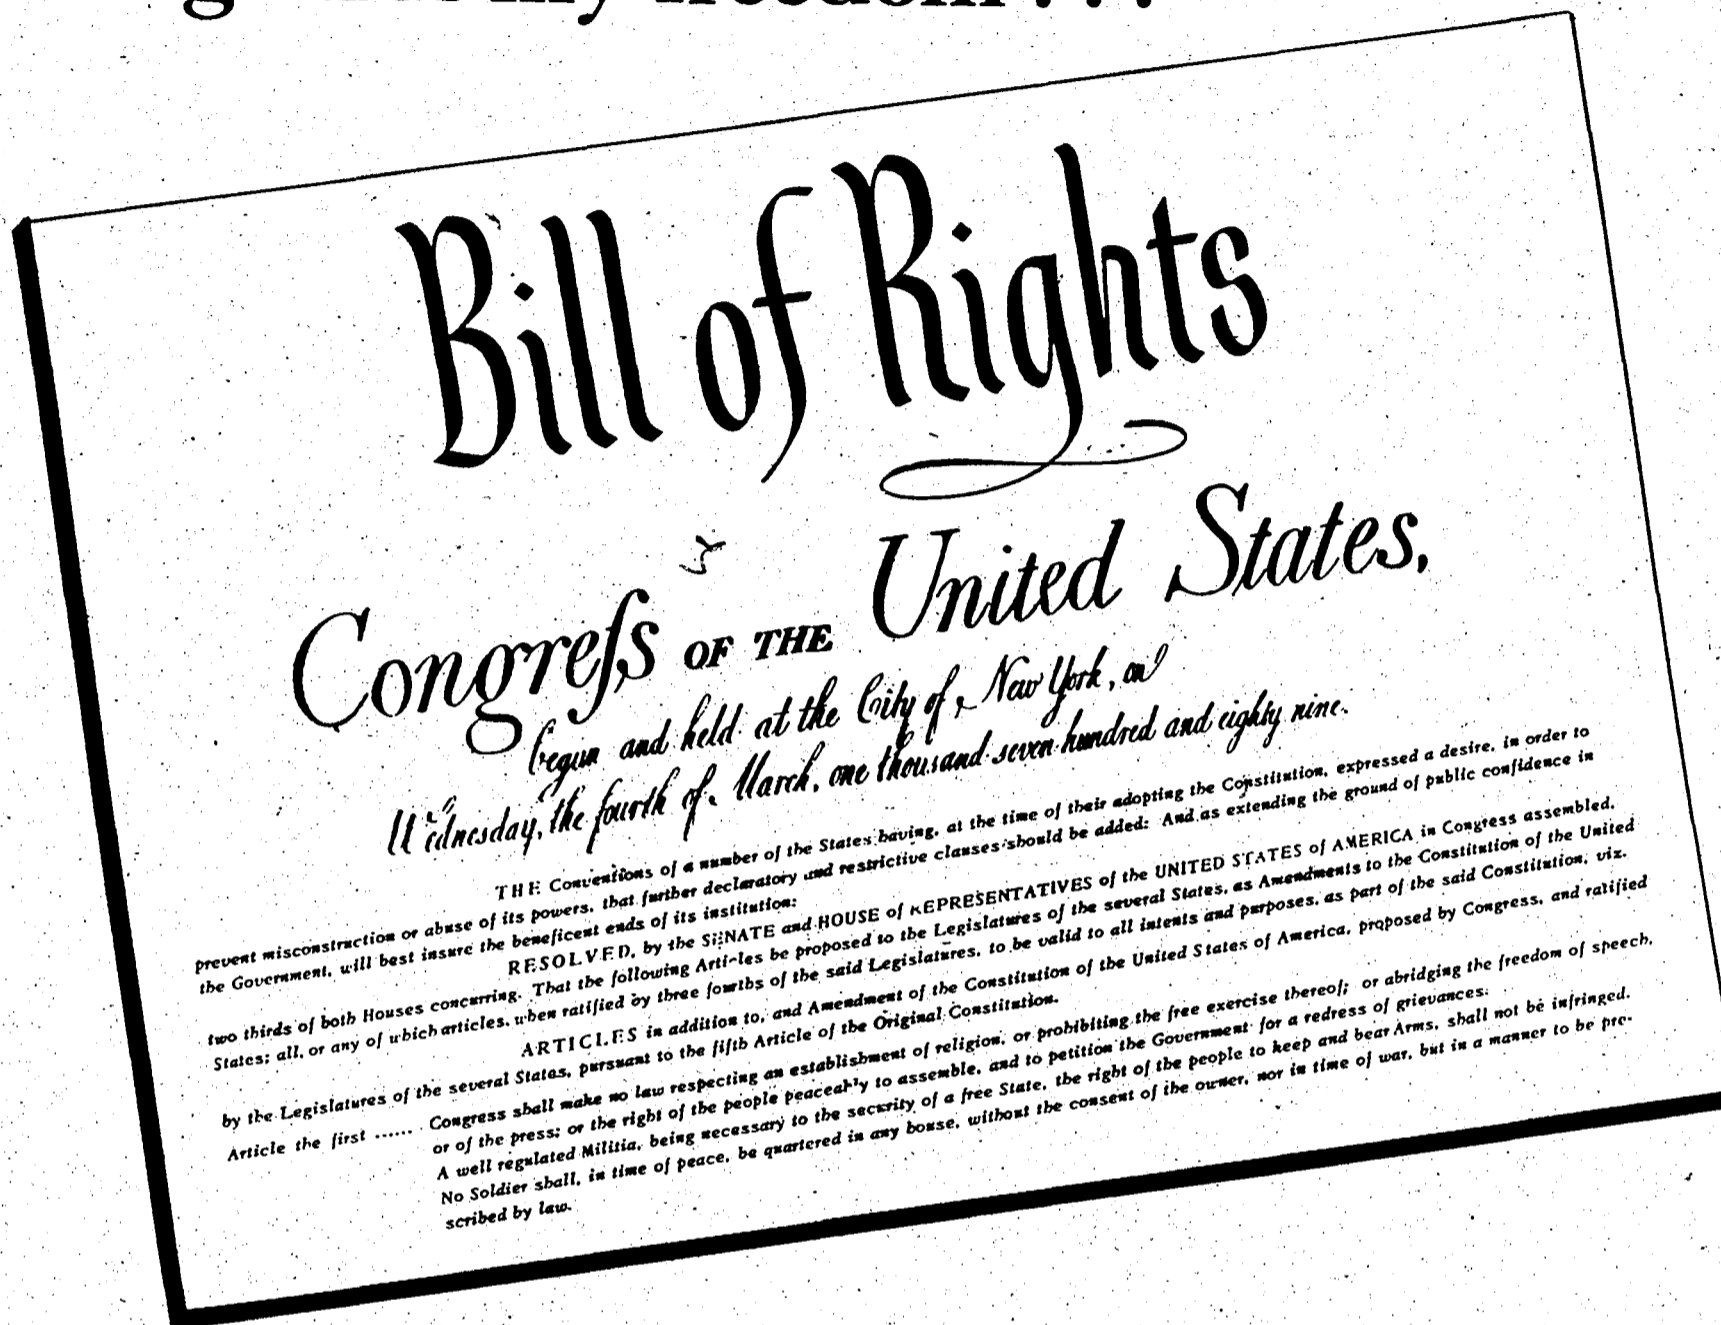 my freedom . . .
Bill of Rights
Congreſs OF THE United States,
begun and held at the City of New York, on
Wednesday, the fourth of March, one thousand seven hundred and eighty nine.
THE Conventions of a number of the States having, at the time of their adopting the Constitution, expressed a desire, in order to
prevent misconstruction or abuse of its powers, that further declaratory and restrictive clauses should be added: And as extending the ground of public confidence in
the Government, will best insure the beneficent ends of its institution:
RESOLVED, by the SENATE and HOUSE of REPRESENTATIVES of the UNITED STATES of AMERICA in Congress assembled,
two thirds of both Houses concurring. That the following Articles be proposed to the Legislatures of the several States, as Amendments to the Constitution of the United
States; all, or any of which articles, when ratified by three fourths of the said Legislatures, to be valid to all intents and purposes, as part of the said Constitution, viz.
ARTICLES in addition to, and Amendment of the Constitution of the United States of America, proposed by Congress, and ratified
by the Legislatures of the several States, pursuant to the fifth Article of the Original Constitution.
Article the first ...... Congress shall make no law respecting an establishment of religion, or prohibiting the free exercise thereof; or abridging the freedom of speech,
or of the press; or the right of the people peaceably to assemble, and to petition the Government for a redress of grievances.
A well regulated Militia, being necessary to the security of a free State, the right of the people to keep and bear Arms, shall not be infringed.
No Soldier shall, in time of peace, be quartered in any house, without the consent of the owner, nor in time of war, but in a manner to be pre-
scribed by law.